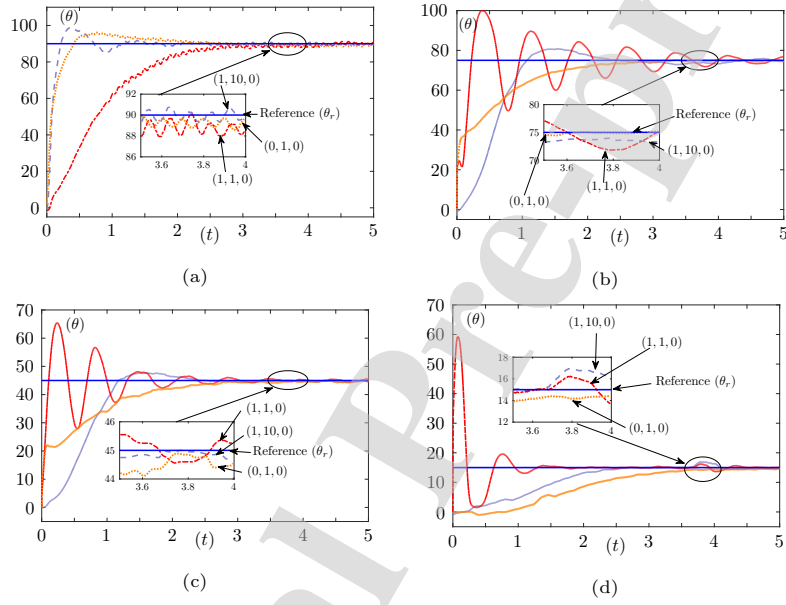 (θ)
100
80
60
40
20
0
0 1 2 3 4 5
(t)
92
90
88
86
3.6 3.8 4
(1, 10, 0)
Reference (θr)
(0, 1, 0)
(1, 1, 0)
(a)
(θ)
100
80
60
40
20
0
0 1 2 3 4 5
(t)
80
75
70
3.6 3.8 4
Reference (θr)
(1, 10, 0)
(0, 1, 0)
(1, 1, 0)
(b)
(θ)
70
60
50
40
30
20
10
0
0 1 2 3 4 5
(t)
46
45
44
3.6 3.8 4
(1, 1, 0)
(1, 10, 0)
Reference (θr)
(0, 1, 0)
(c)
(θ)
70
60
50
40
30
20
10
0
0 1 2 3 4 5
(t)
18
16
14
12
3.6 3.8 4
(1, 10, 0)
(1, 1, 0)
Reference (θr)
(0, 1, 0)
(d)